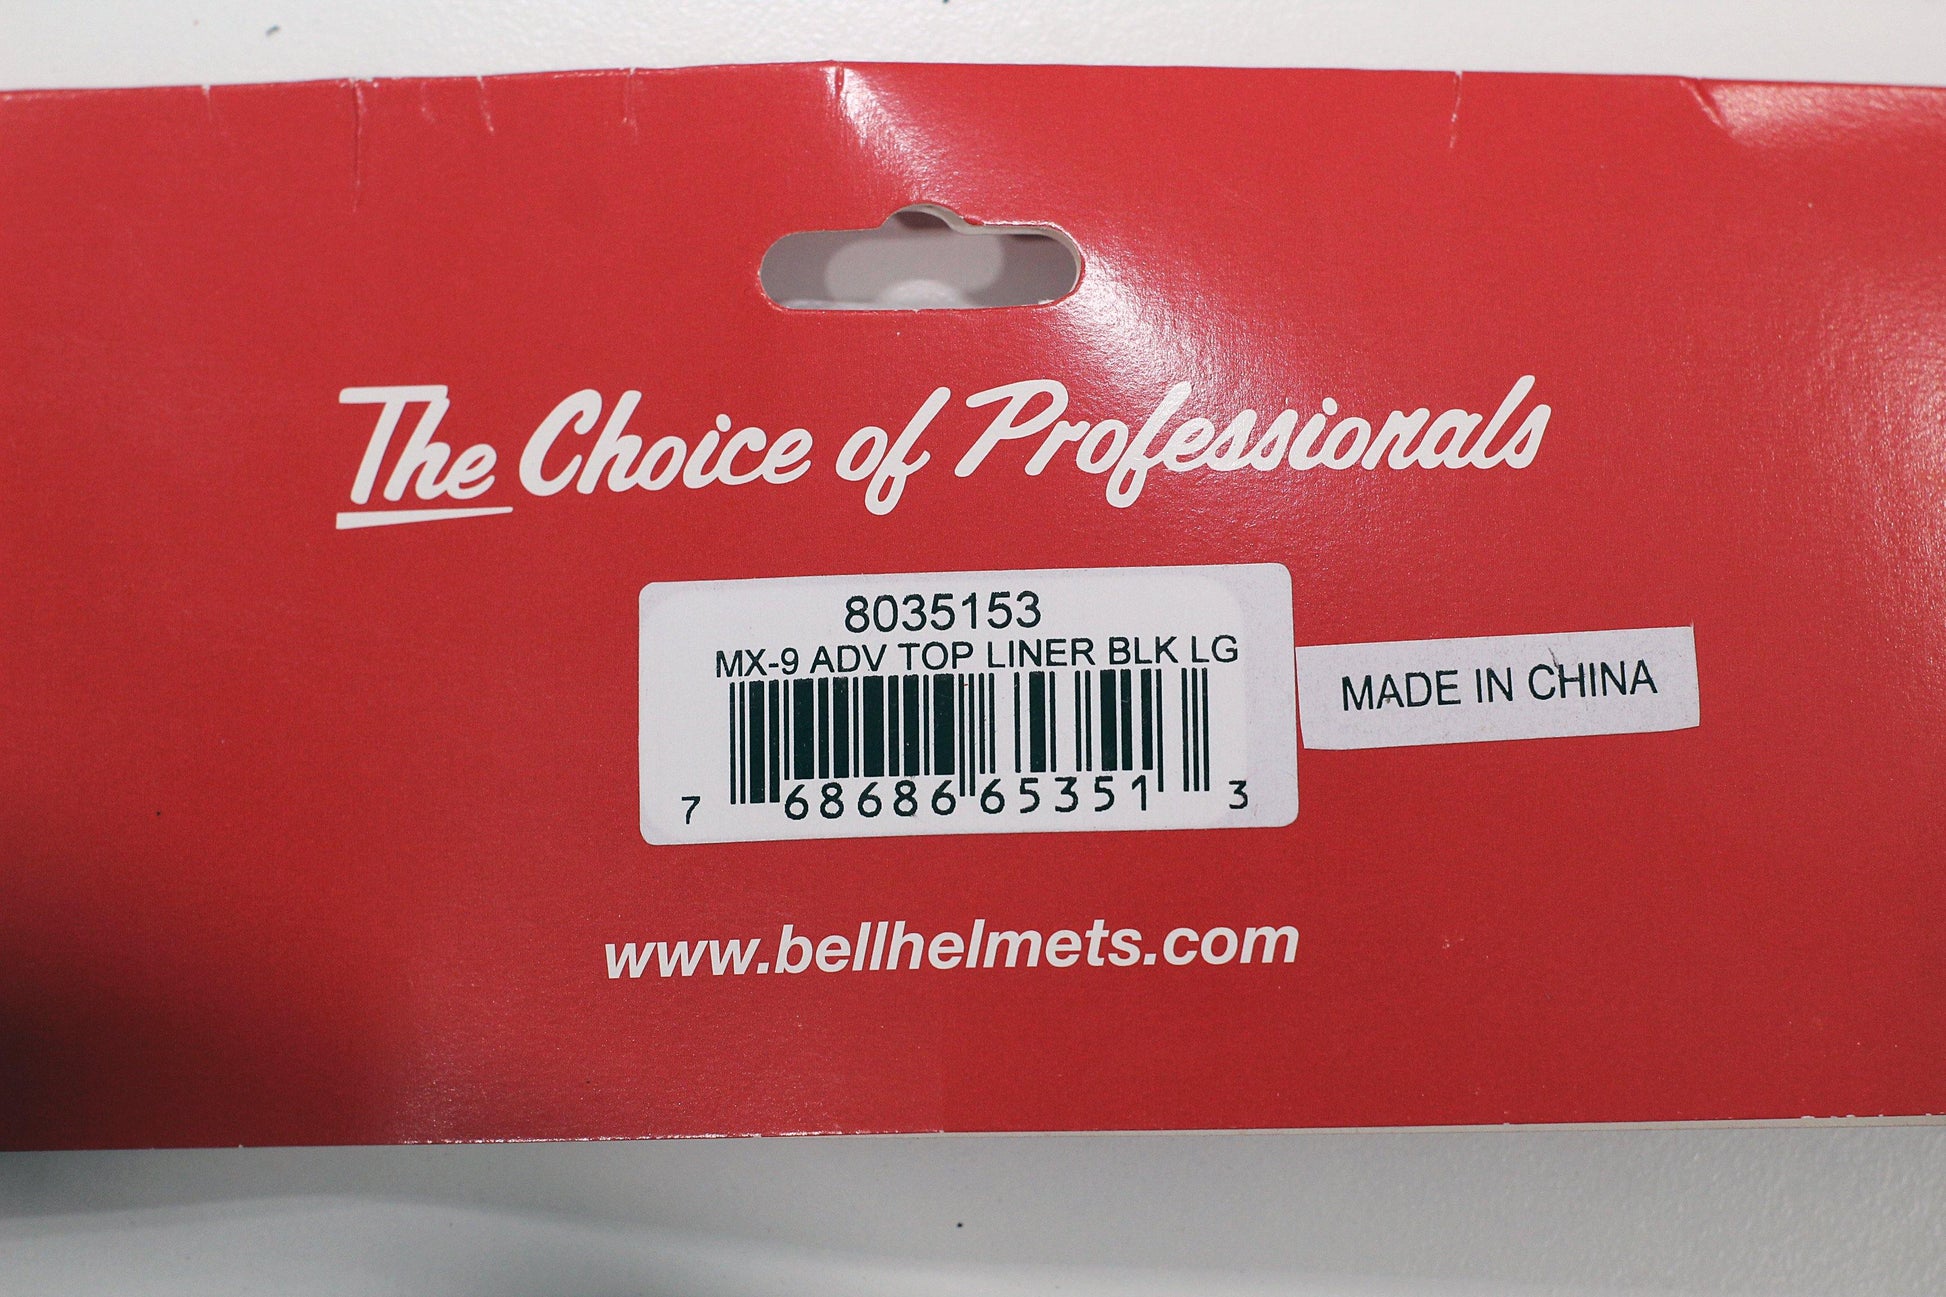 The Choice of Professionals
8035153
MX-9 ADV TOP LINER BLK LG
MADE IN CHINA
7 68686 65351 3
www.bellhelmets.com